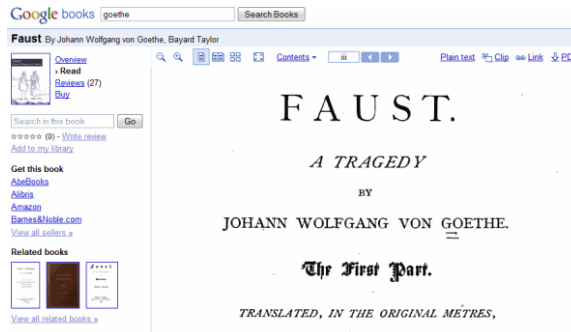 Google books goethe Search Books
Faust By Johann Wolfgang von Goethe, Bayard Taylor
Overview
› Read
Reviews (27)
Buy
Search in this book Go
(0) - Write review
Add to my library
Get this book
AbeBooks
Alibris
Amazon
Barnes&Noble.com
View all sellers »
Related books
View all related books »
Contents iii Plain text Clip Link PD
FAUST.
A TRAGEDY
BY
JOHANN WOLFGANG VON GOETHE.
The First Part.
TRANSLATED, IN THE ORIGINAL METRES,